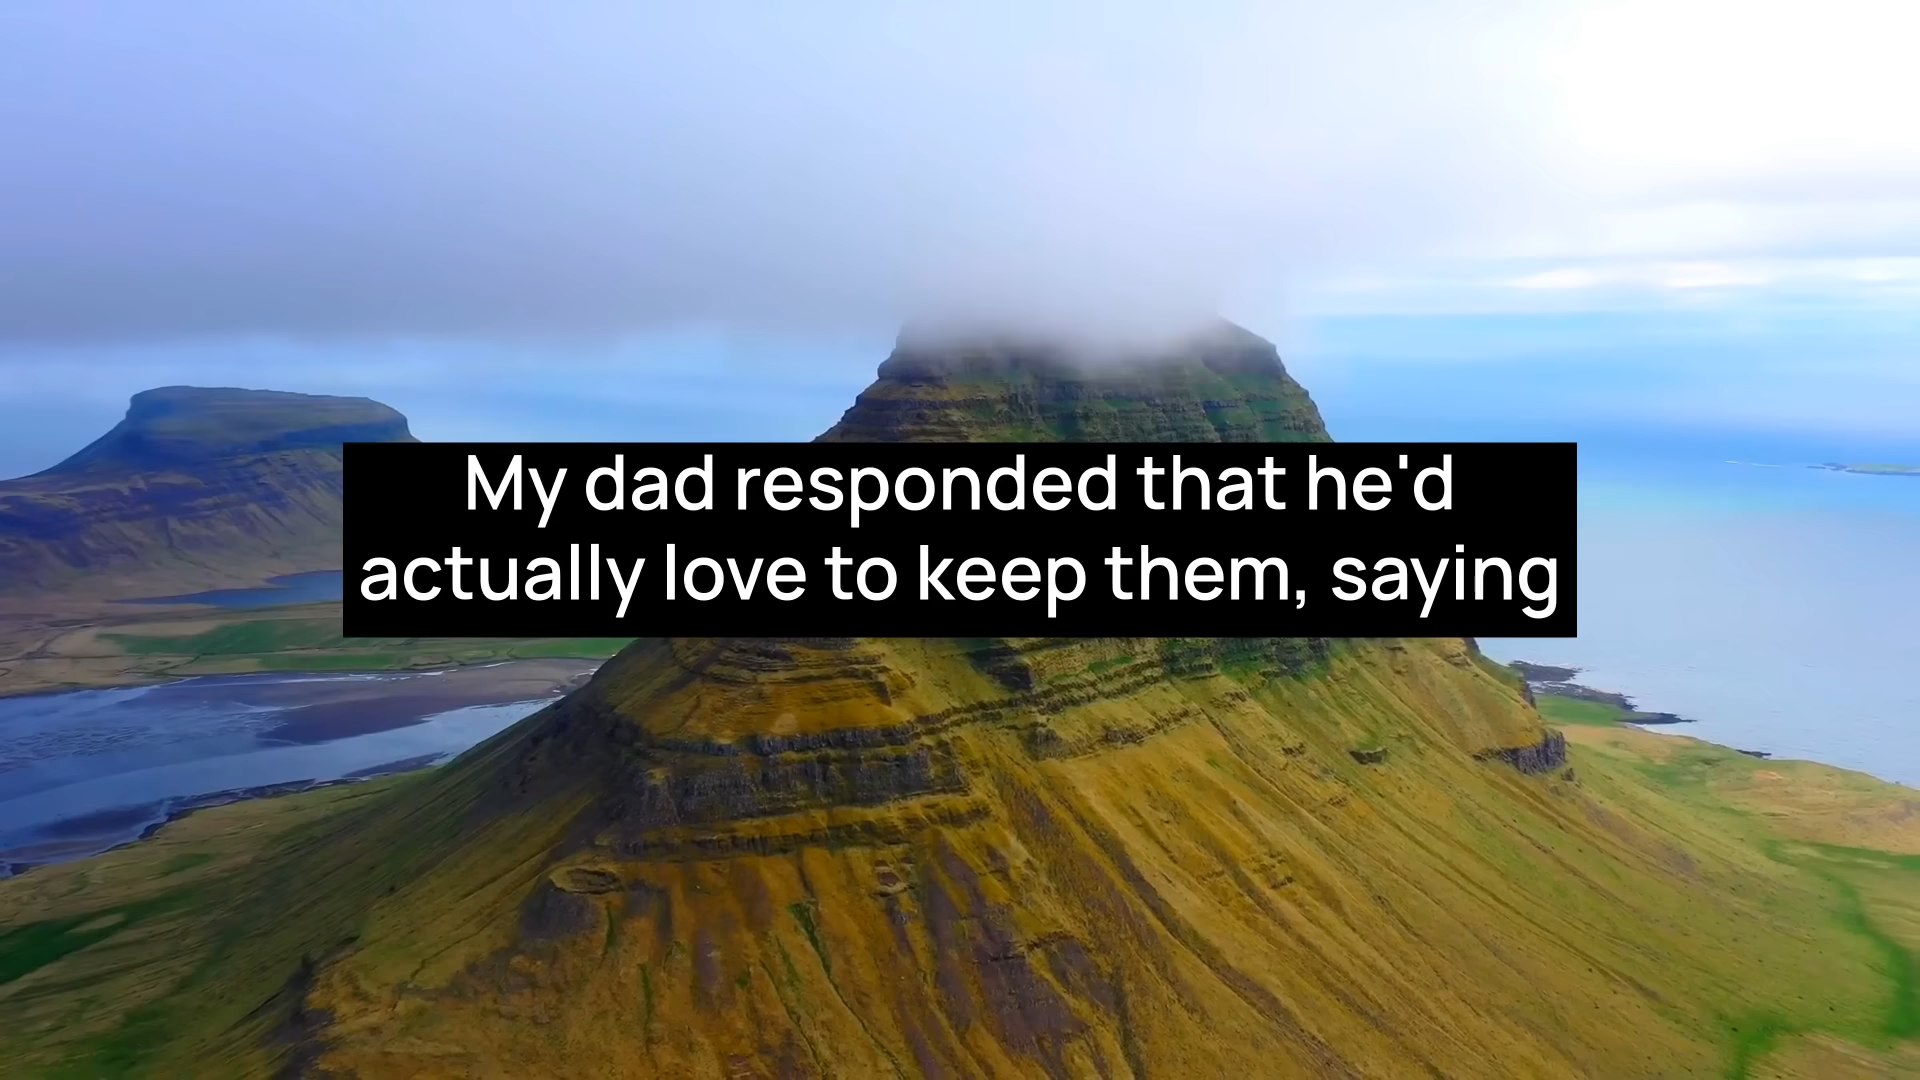 My dad responded that he'd
actually love to keep them, saying